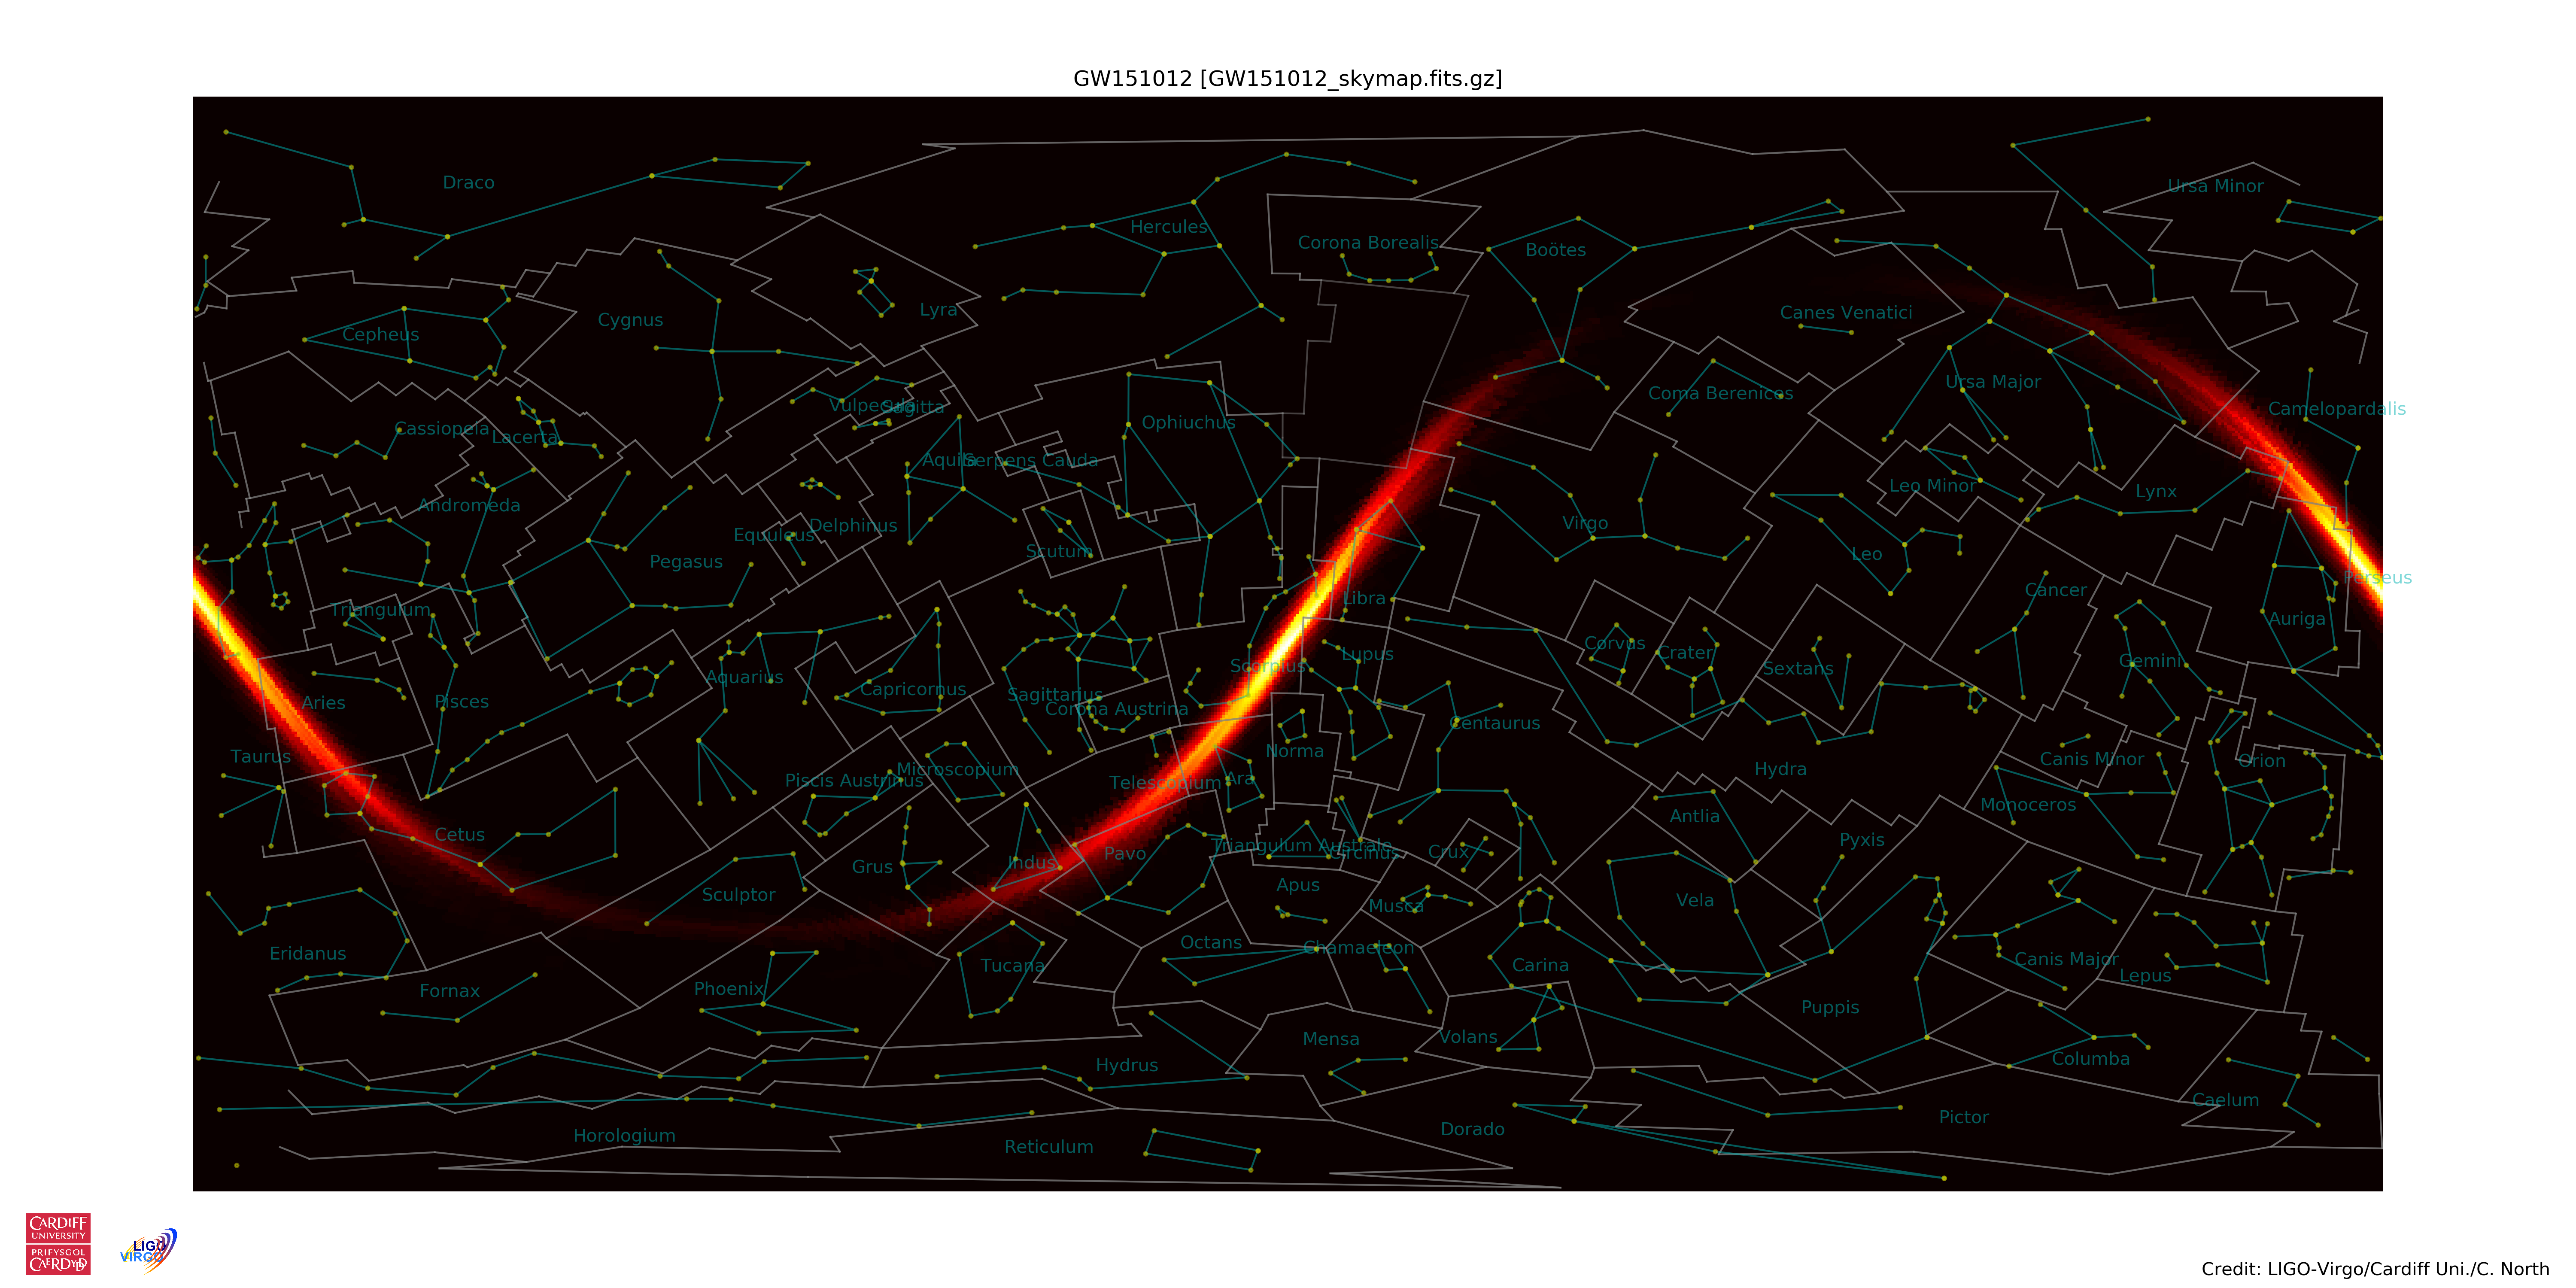 GW151012 [GW151012_skymap.fits.gz]
Draco
Ursa Minor
Hercules
Corona Borealis
Boötes
Lyra
Canes Venatici
Cygnus
Cepheus
Ursa Major
Coma Berenices
Vulpecula
Sagitta
Camelopardalis
Ophiuchus
Cassiopeia
Lacerta
Aquila
Serpens Cauda
Leo Minor
Lynx
Andromeda
Virgo
Delphinus
Equuleus
Scutum
Leo
Pegasus
Perseus
Cancer
Libra
Triangulum
Auriga
Corvus
Crater
Lupus
Gemini
Scorpius
Sextans
Aquarius
Capricornus
Sagittarius
Aries
Pisces
Corona Austrina
Centaurus
Norma
Taurus
Canis Minor
Orion
Hydra
Microscopium
Piscis Austrinus
Telescopium
Ara
Monoceros
Antlia
Cetus
Pyxis
Triangulum Australe
Circinus
Crux
Pavo
Indus
Grus
Apus
Sculptor
Vela
Musca
Octans
Chamaeleon
Eridanus
Canis Major
Tucana
Carina
Lepus
Phoenix
Fornax
Puppis
Mensa
Volans
Columba
Hydrus
Caelum
Pictor
Dorado
Horologium
Reticulum
CARDIFF
UNIVERSITY
PRIFYSGOL
CAERDYDD
LIGO
VIRGO
Credit: LIGO-Virgo/Cardiff Uni./C. North